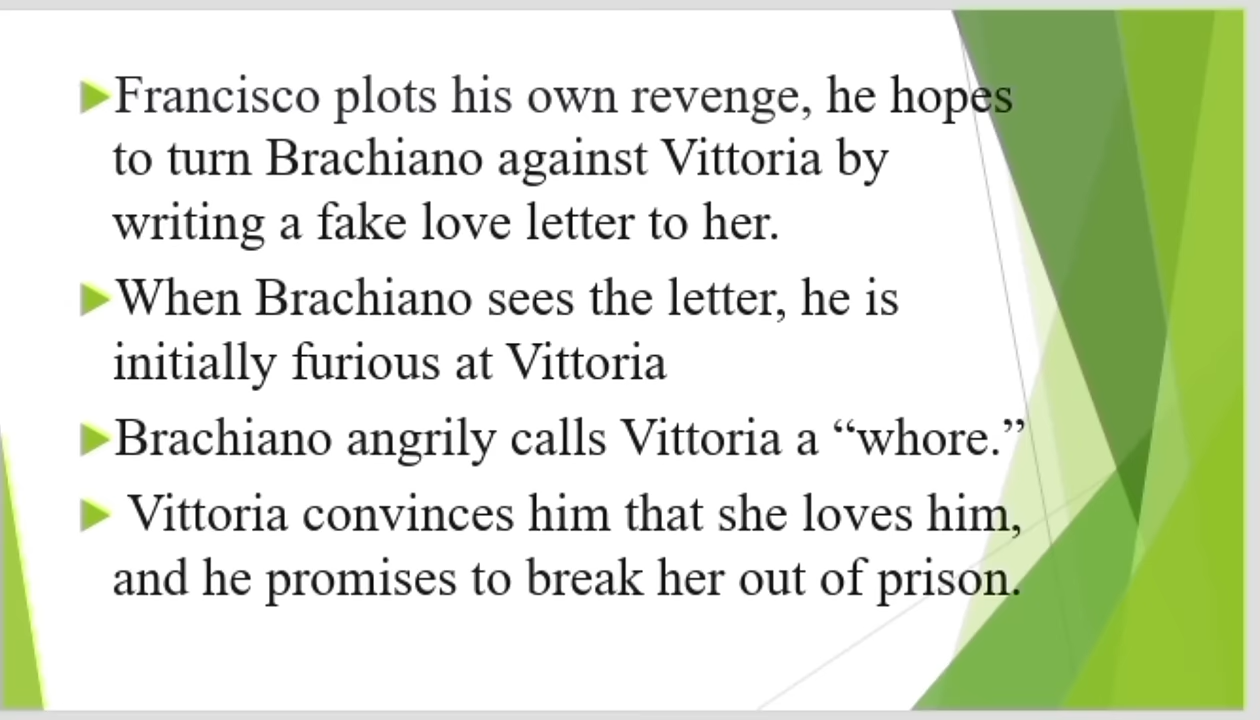 Francisco plots his own revenge, he hopes
to turn Brachiano against Vittoria by
writing a fake love letter to her.
When Brachiano sees the letter, he is
initially furious at Vittoria
Brachiano angrily calls Vittoria a “whore.”
Vittoria convinces him that she loves him,
and he promises to break her out of prison.